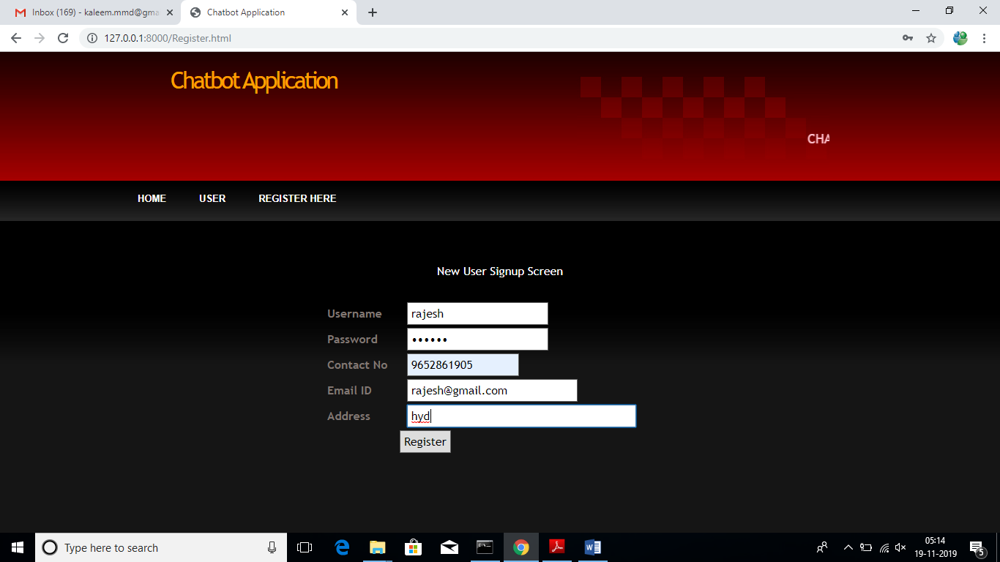 Inbox (169) - kaleem.mmd@gma
Chatbot Application
127.0.0.1:8000/Register.html
Chatbot Application
CHA
HOME USER REGISTER HERE
New User Signup Screen
Username rajesh
Password ••••••
Contact No 9652861905
Email ID rajesh@gmail.com
Address hyd
Register
Type here to search
05:14
19-11-2019
5